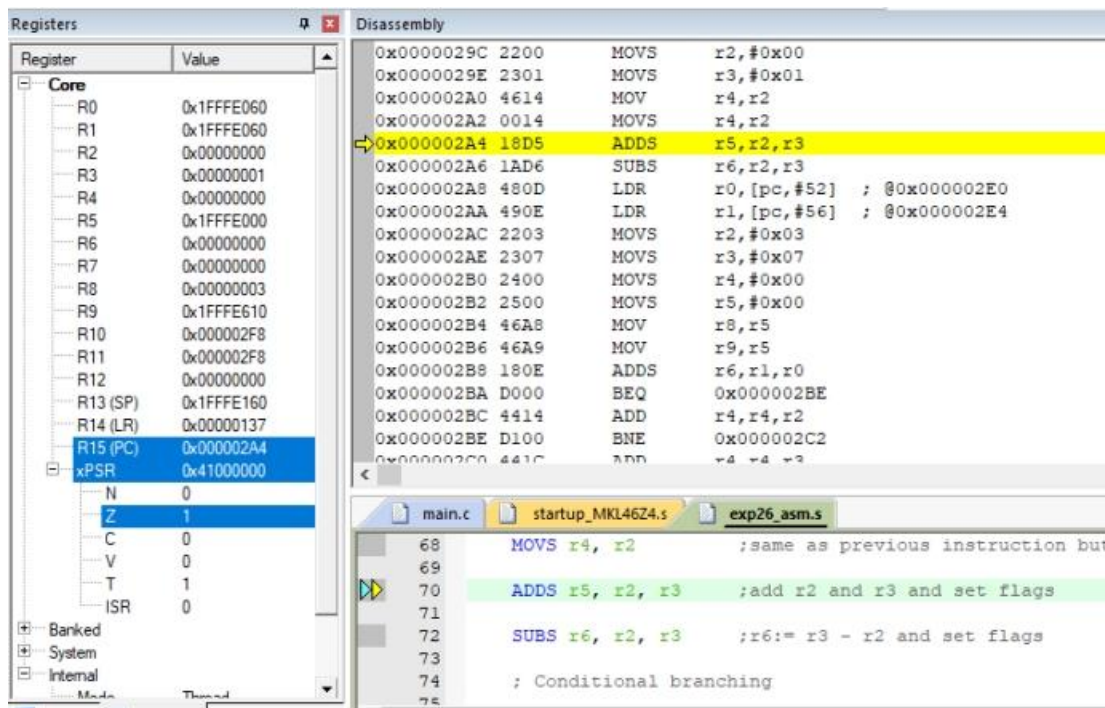 Registers
Register Value
Core
R0 0x1FFFE060
R1 0x1FFFE060
R2 0x00000000
R3 0x00000001
R4 0x00000000
R5 0x1FFFE000
R6 0x00000000
R7 0x00000000
R8 0x00000003
R9 0x1FFFE610
R10 0x000002F8
R11 0x000002F8
R12 0x00000000
R13 (SP) 0x1FFFE160
R14 (LR) 0x00000137
R15 (PC) 0x000002A4
xPSR 0x41000000
N 0
Z 1
C 0
V 0
T 1
ISR 0
Banked
System
Internal
Mode Thread
Disassembly
0x0000029C 2200 MOVS r2,#0x00
0x0000029E 2301 MOVS r3,#0x01
0x000002A0 4614 MOV r4,r2
0x000002A2 0014 MOVS r4,r2
0x000002A4 18D5 ADDS r5,r2,r3
0x000002A6 1AD6 SUBS r6,r2,r3
0x000002A8 480D LDR r0,[pc,#52] ; @0x000002E0
0x000002AA 490E LDR r1,[pc,#56] ; @0x000002E4
0x000002AC 2203 MOVS r2,#0x03
0x000002AE 2307 MOVS r3,#0x07
0x000002B0 2400 MOVS r4,#0x00
0x000002B2 2500 MOVS r5,#0x00
0x000002B4 46A8 MOV r8,r5
0x000002B6 46A9 MOV r9,r5
0x000002B8 180E ADDS r6,r1,r0
0x000002BA D000 BEQ 0x000002BE
0x000002BC 4414 ADD r4,r4,r2
0x000002BE D100 BNE 0x000002C2
0x000002C0 441C ADD r4,r4,r3
main.c startup_MKL46Z4.s exp26_asm.s
68 MOVS r4, r2 ;same as previous instruction but
69
70 ADDS r5, r2, r3 ;add r2 and r3 and set flags
71
72 SUBS r6, r2, r3 ;r6:= r3 - r2 and set flags
73
74 ; Conditional branching
75